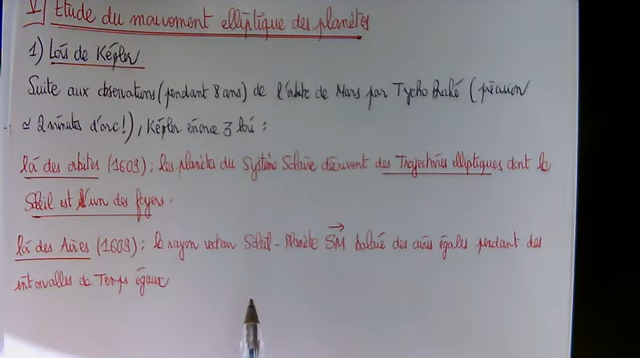 V) Etude du mouvement elliptique des planètes
1) Lois de Képler
Suite aux observations (pendant 8 ans) de l'orbite de Mars par Tycho Brahé (précision
≃ 2 minutes d'arc!), Képler énonce 3 lois :
loi des orbites (1609) : les planètes du Système Solaire décrivent des Trajectoires elliptiques dont le
Soleil est l'un des foyers.
loi des Aires (1609) : le rayon vecteur Soleil-Planète SM⃗ balaie des aires égales pendant des
intervalles de Temps égaux